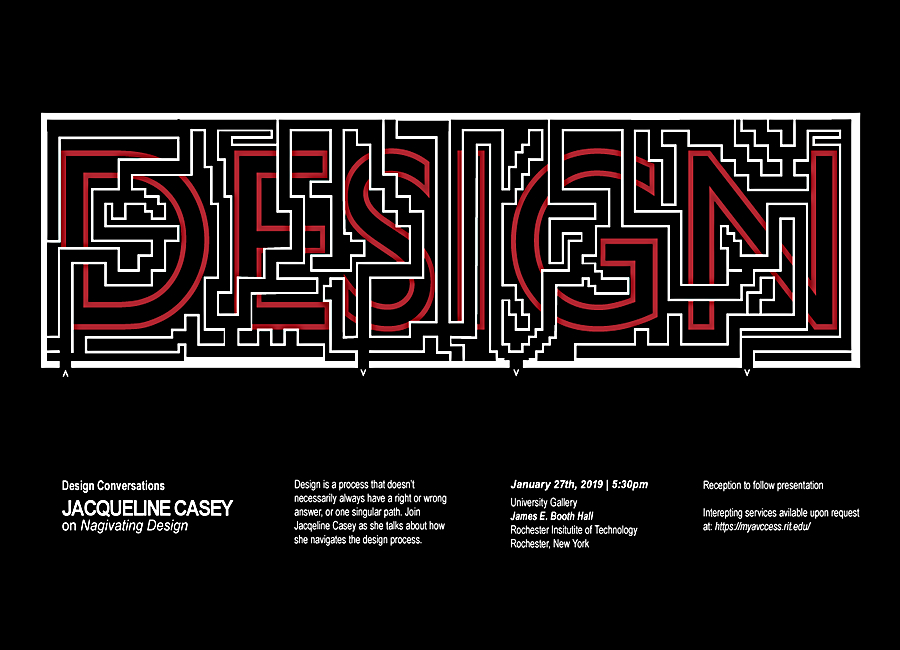 DESIGN
Design Conversations
JACQUELINE CASEY
on Nagivating Design
Design is a process that doesn't
necessarily always have a right or wrong
answer, or one singular path. Join
Jacqeline Casey as she talks about how
she navigates the design process.
January 27th, 2019 | 5:30pm
University Gallery
James E. Booth Hall
Rochester Insitulite of Technology
Rochester, New York
Reception to follow presentation
Interepting services avilable upon request
at: https://myavccess.rit.edu/